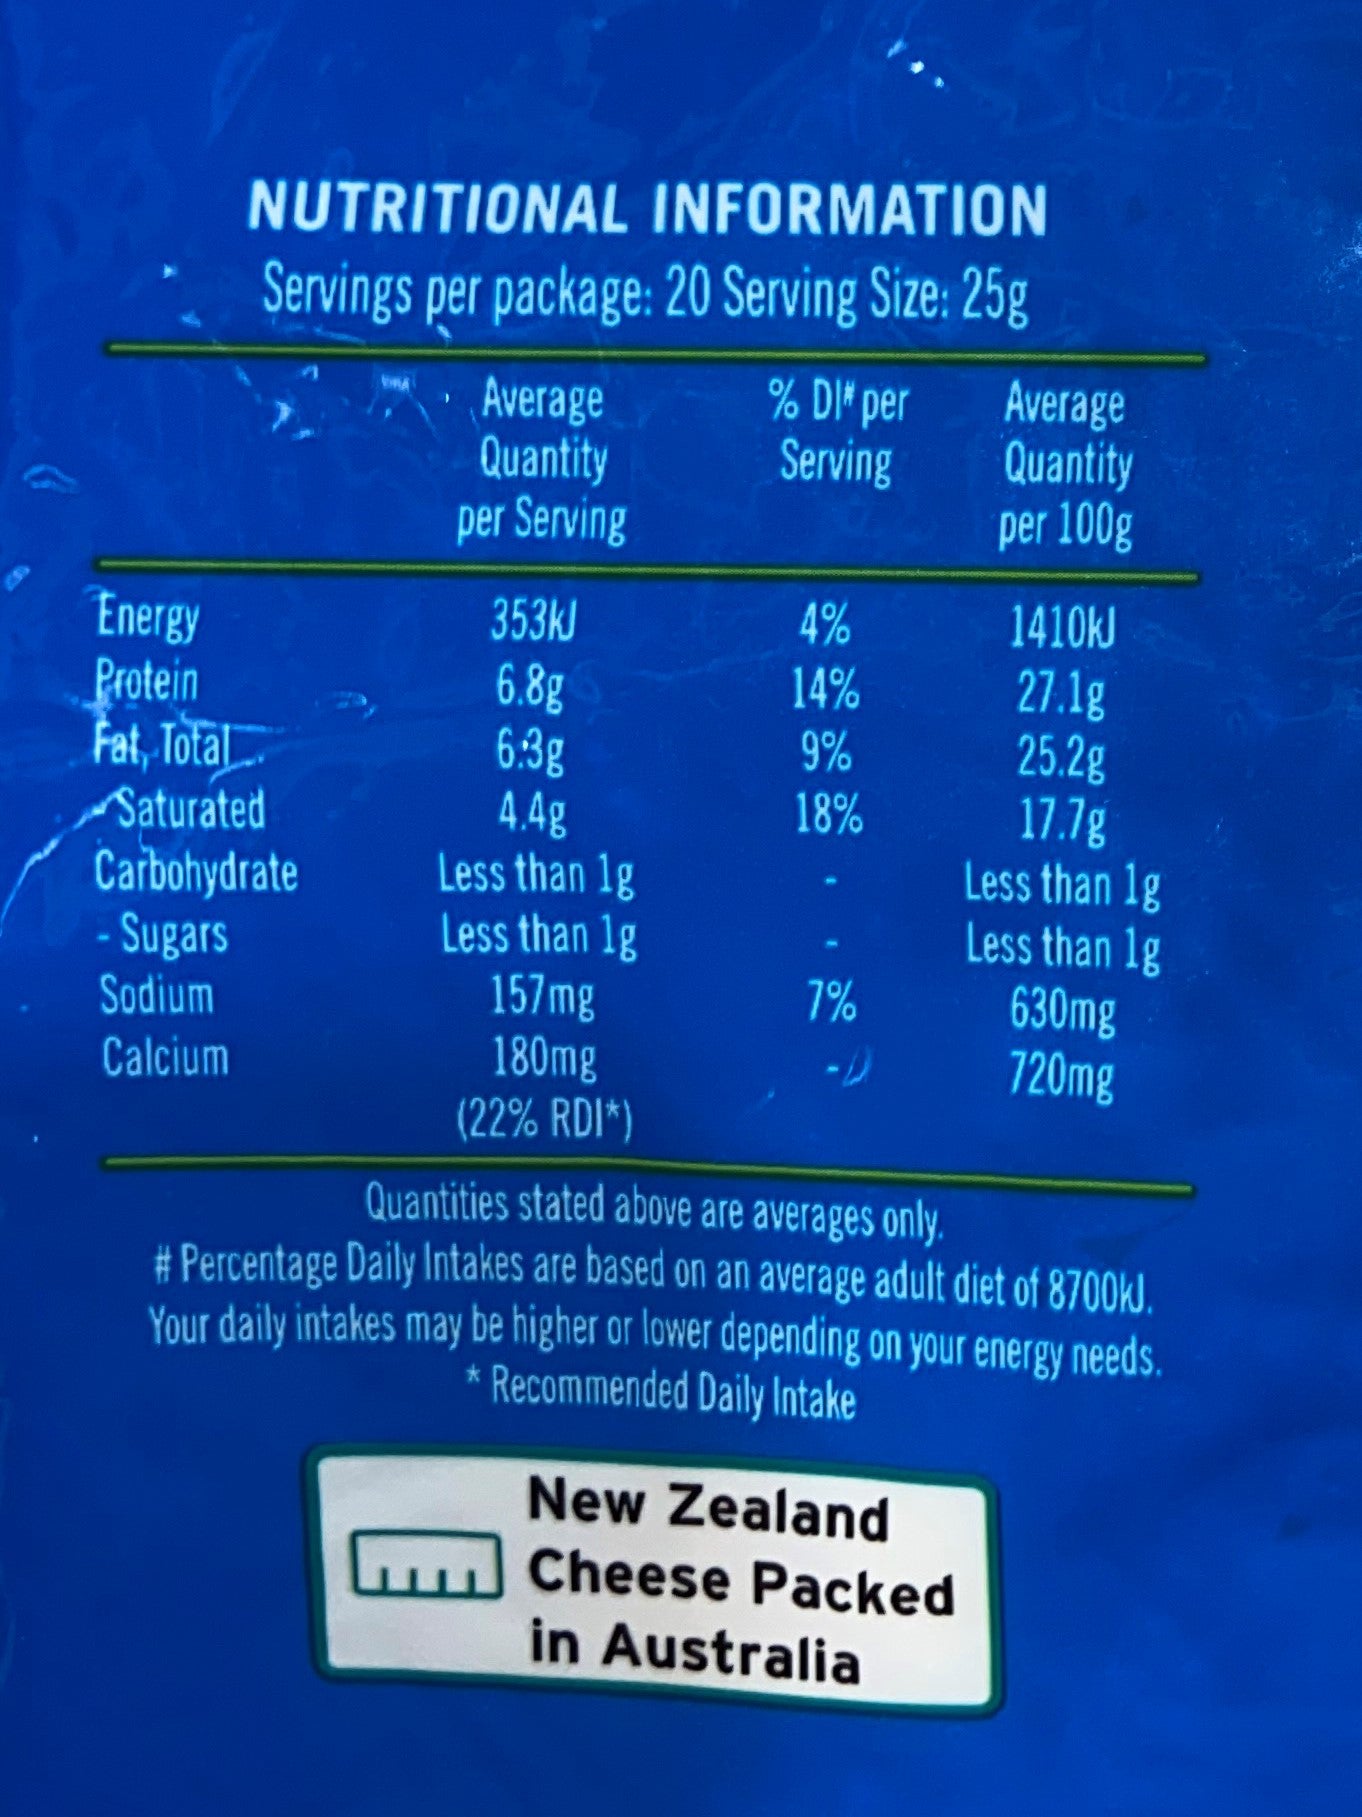 NUTRITIONAL INFORMATION
Servings per package: 20 Serving Size: 25g
Average Quantity per Serving % DI# per Serving Average Quantity per 100g
Energy 353kJ 4% 1410kJ
Protein 6.8g 14% 27.1g
Fat, Total 6.3g 9% 25.2g
- Saturated 4.4g 18% 17.7g
Carbohydrate Less than 1g - Less than 1g
- Sugars Less than 1g - Less than 1g
Sodium 157mg 7% 630mg
Calcium 180mg - 720mg
(22% RDI*)
Quantities stated above are averages only.
# Percentage Daily Intakes are based on an average adult diet of 8700kJ.
Your daily intakes may be higher or lower depending on your energy needs.
* Recommended Daily Intake
New Zealand
Cheese Packed
in Australia